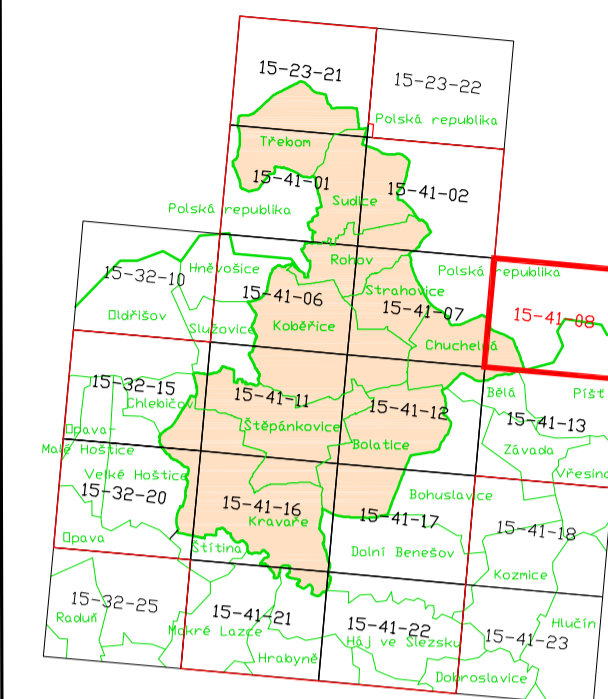 15-23-21
15-23-22
Polská republika
Třebom
15-41-01
15-41-02
Sudice
Polská republika
Rohov
Hněvošice
Polská republika
15-32-10
15-41-06
Strahovice
15-41-07
15-41-08
Oldřišov
Služovice
Kobeřice
Chuchelná
15-32-15
15-41-11
Bělá
Píšť
Chlebičov
15-41-12
15-41-13
Opava
Štěpánkovice
Malé Hoštice
Bolatice
Závada
Velké Hoštice
Vřesina
15-32-20
Bohuslavice
15-41-16
Kravaře
15-41-17
15-41-18
Opava
Štítina
Dolní Benešov
Kozmice
15-32-25
Raduň
15-41-21
15-41-22
Hlučín
Mokré Lazce
Háj ve Slezsku
15-41-23
Hrabyně
Dobroslavice